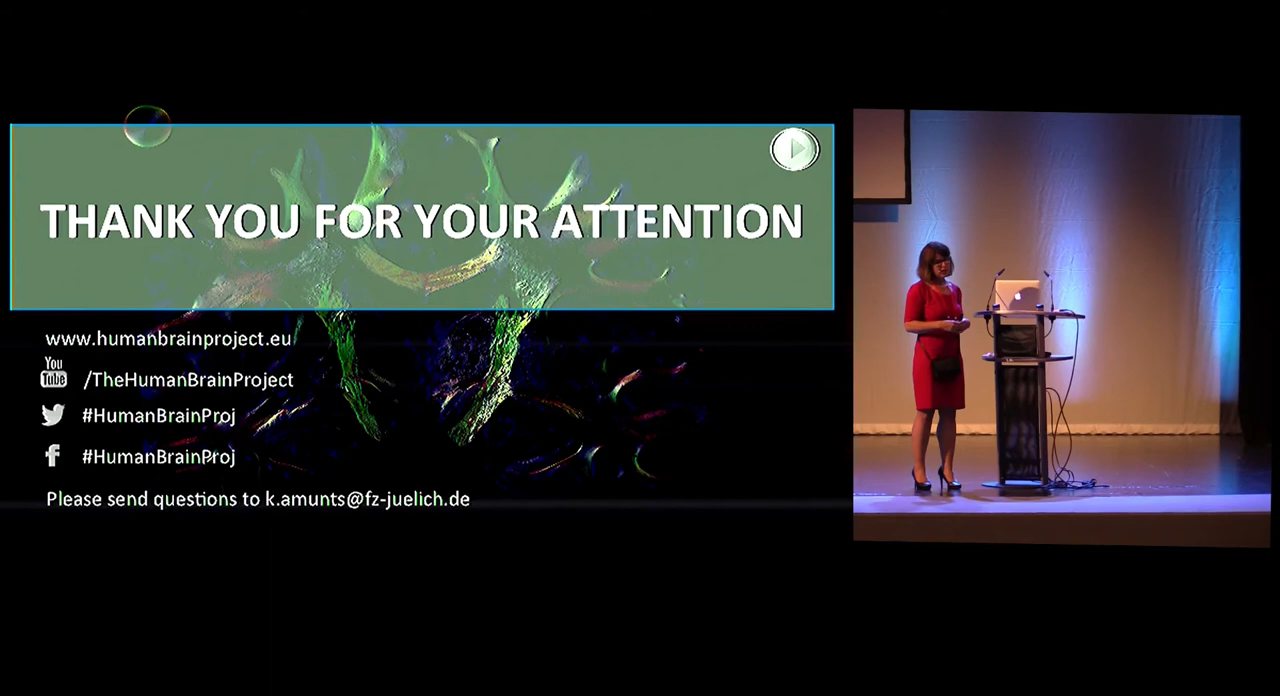 THANK YOU FOR YOUR ATTENTION
www.humanbrainproject.eu
You Tube /TheHumanBrainProject
#HumanBrainProj
#HumanBrainProj
Please send questions to k.amunts@fz-juelich.de